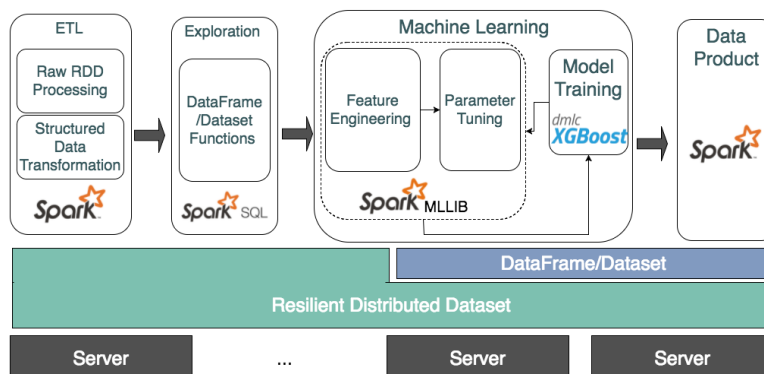 ETL
Raw RDD
Processing
Structured
Data
Transformation
Spark
Exploration
DataFrame
/Dataset
Functions
Spark SQL
Machine Learning
Feature
Engineering
Parameter
Tuning
Model
Training
dmlc
XGBoost
Spark MLLIB
Data
Product
Spark
DataFrame/Dataset
Resilient Distributed Dataset
Server
...
Server
Server